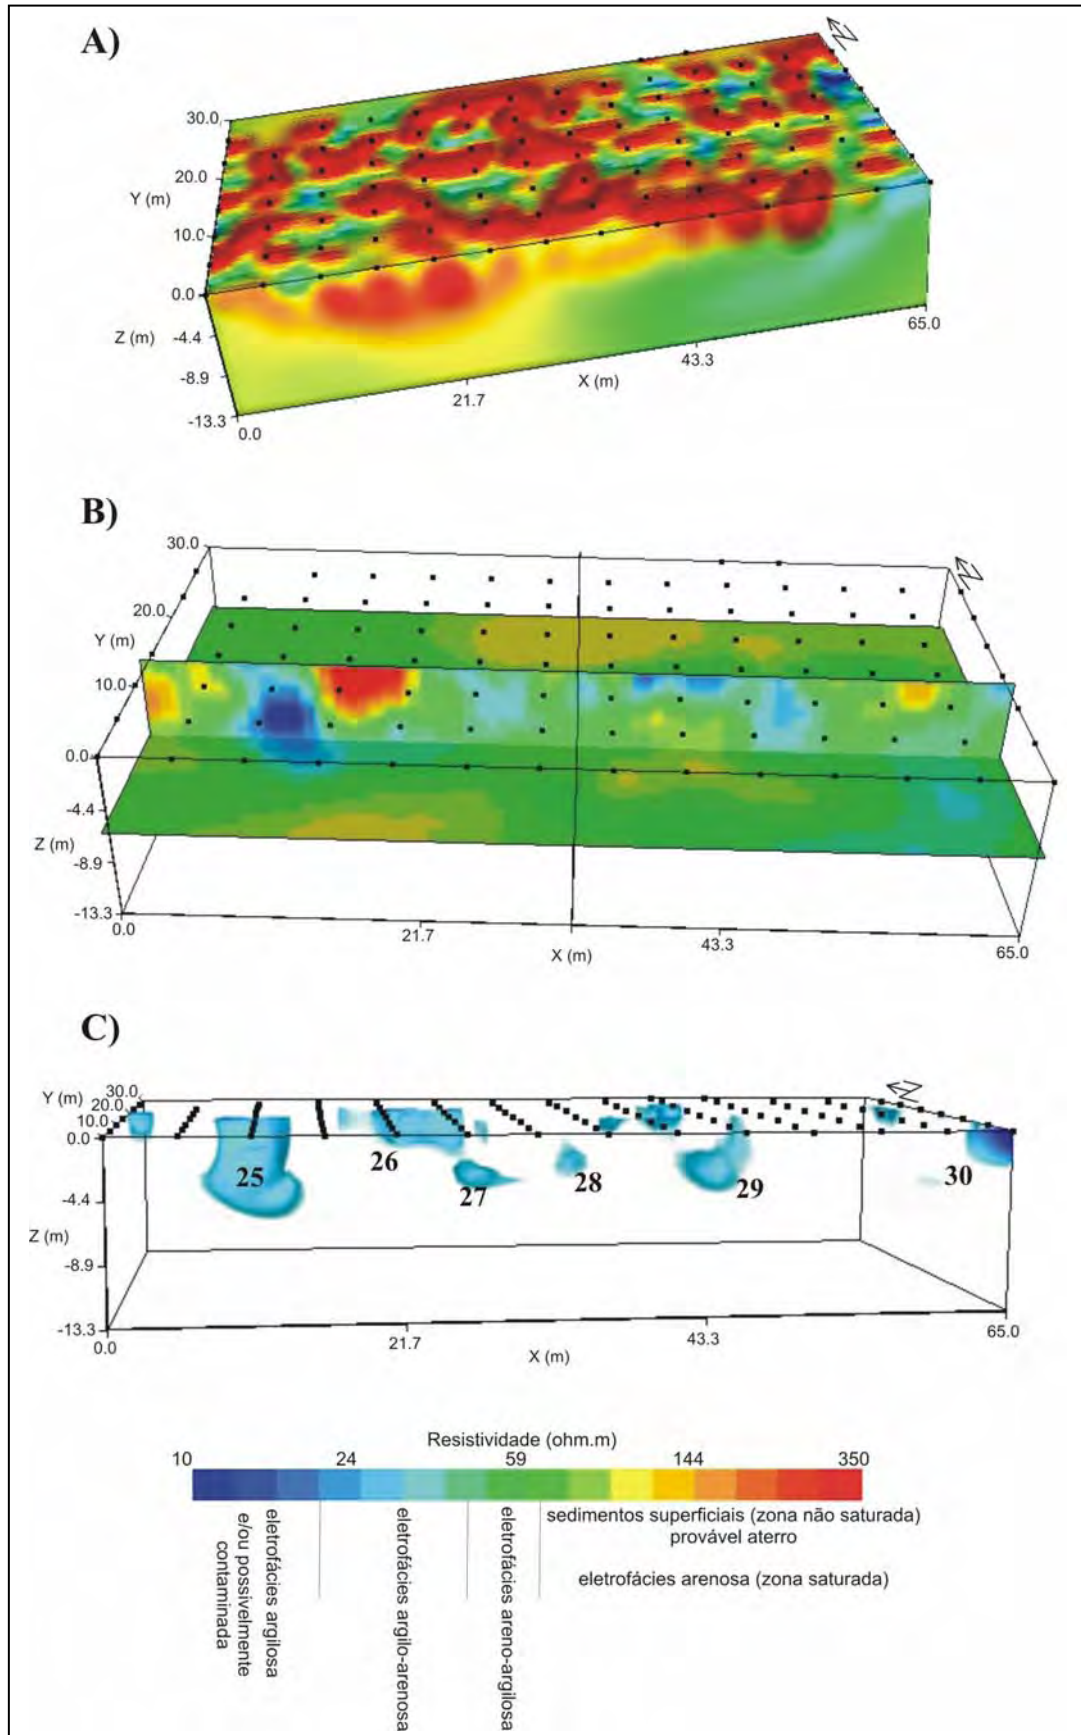 A)
N
30.0
20.0
Y (m)
10.0
0.0
Z (m)
-4.4
-8.9
-13.3
0.0
21.7
X (m)
43.3
65.0
B)
N
30.0
20.0
Y (m)
10.0
0.0
-4.4
Z (m)
-8.9
-13.3
0.0
21.7
X (m)
43.3
65.0
C)
N
Y (m)
30.0
20.0
10.0
0.0
25
26
27
28
29
30
-4.4
Z (m)
-8.9
-13.3
0.0
21.7
X (m)
43.3
65.0
Resistividade (ohm.m)
10 24 59 144 350
eletrofácies argilosa
e/ou possivelmente
contaminada
eletrofácies argilo-arenosa
eletrofácies areno-argilosa
sedimentos superficiais (zona não saturada)
provável aterro
eletrofácies arenosa (zona saturada)